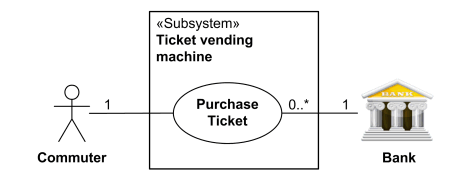 «Subsystem»
Ticket vending
machine
1
Purchase
Ticket
0..*
1
BANK
Commuter
Bank